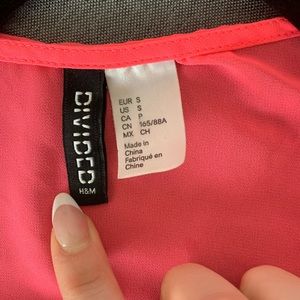 DIVIDED
H&M
EUR S
US S
CA P
CN 165/88A
MX CH
Made in
China
Fabriqué en
Chine